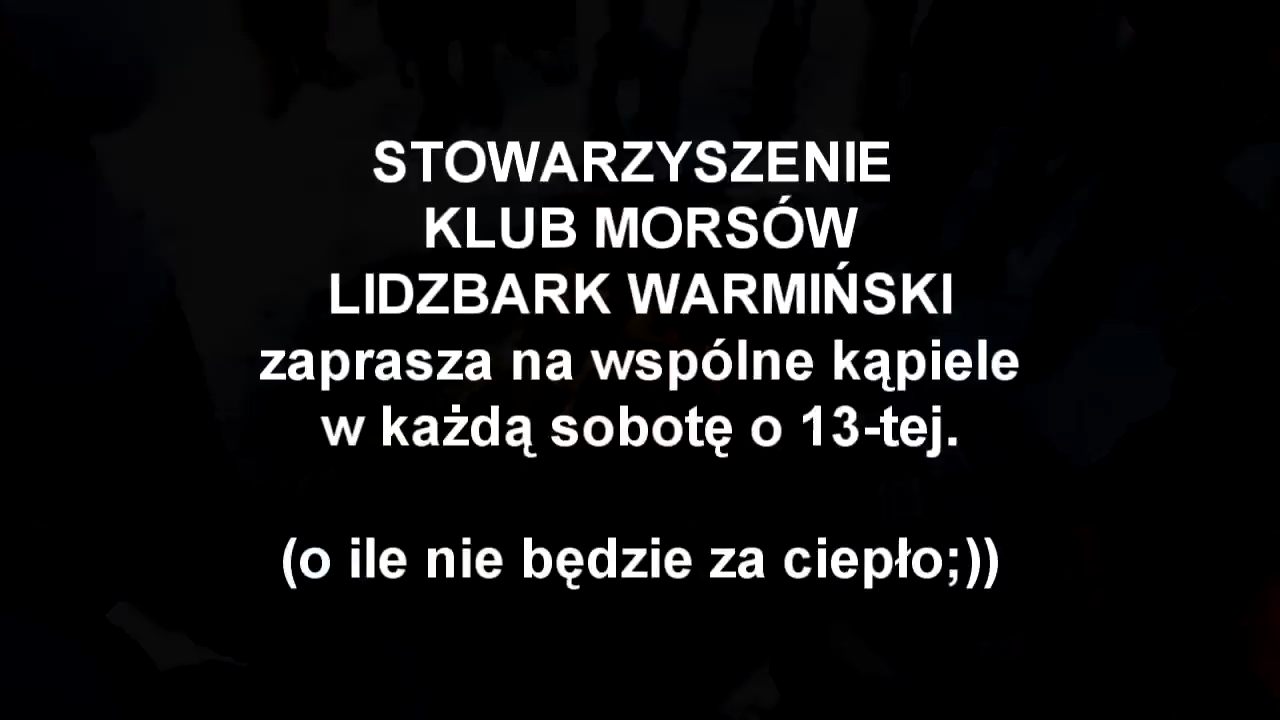 STOWARZYSZENIE
KLUB MORSÓW
LIDZBARK WARMIŃSKI
zaprasza na wspólne kąpiele
w każdą sobotę o 13-tej.
(o ile nie będzie za ciepło;))